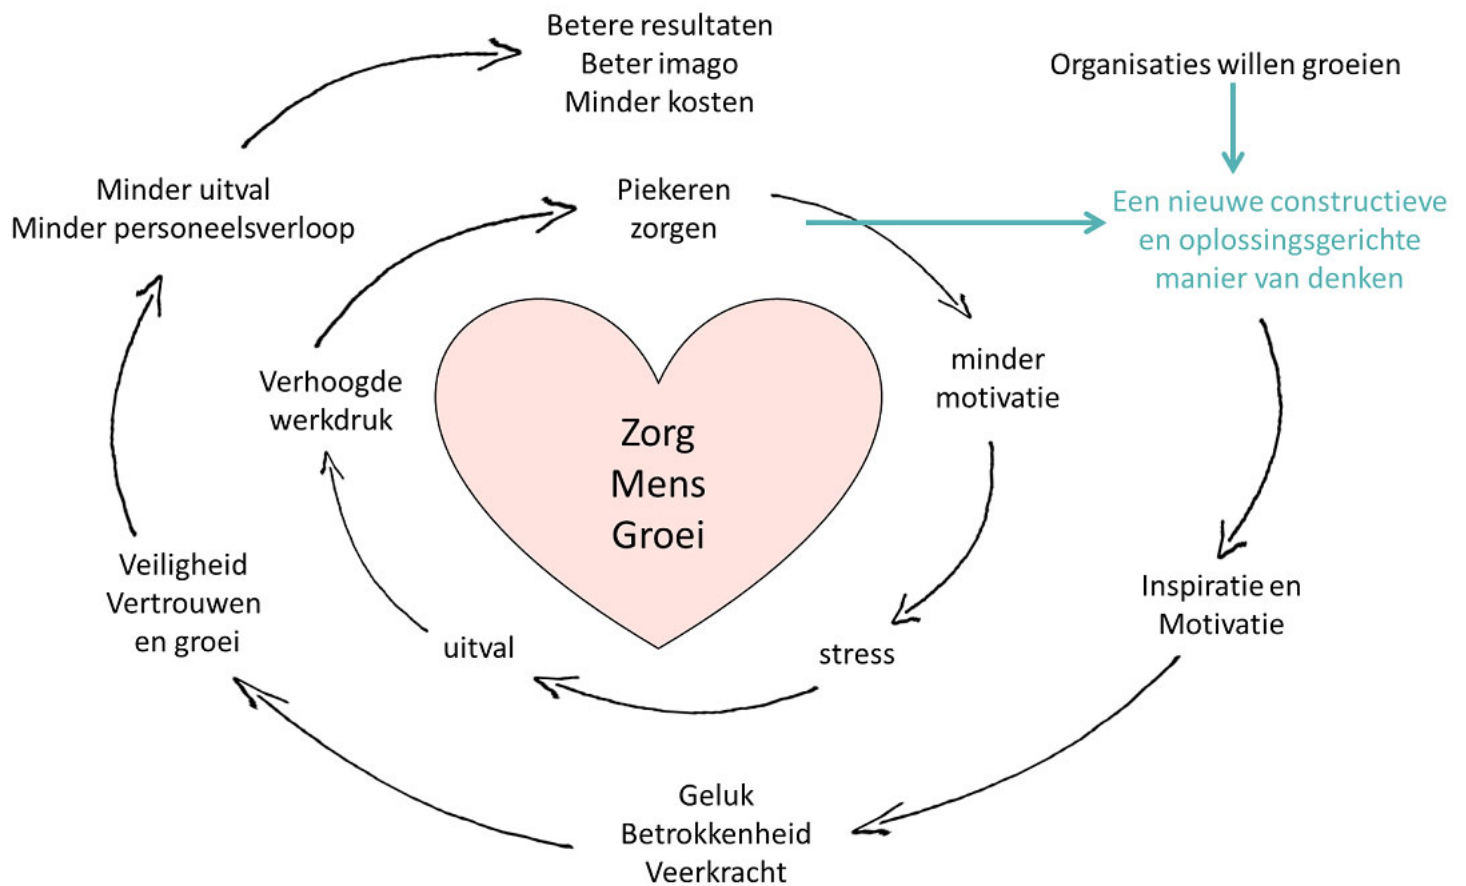 Betere resultaten
Beter imago
Minder kosten
Organisaties willen groeien
Minder uitval
Minder personeelsverloop
Piekeren
zorgen
Een nieuwe constructieve
en oplossingsgerichte
manier van denken
minder
motivatie
Verhoogde
werkdruk
Zorg
Mens
Groei
Veiligheid
Vertrouwen
en groei
Inspiratie en
Motivatie
uitval
stress
Geluk
Betrokkenheid
Veerkracht